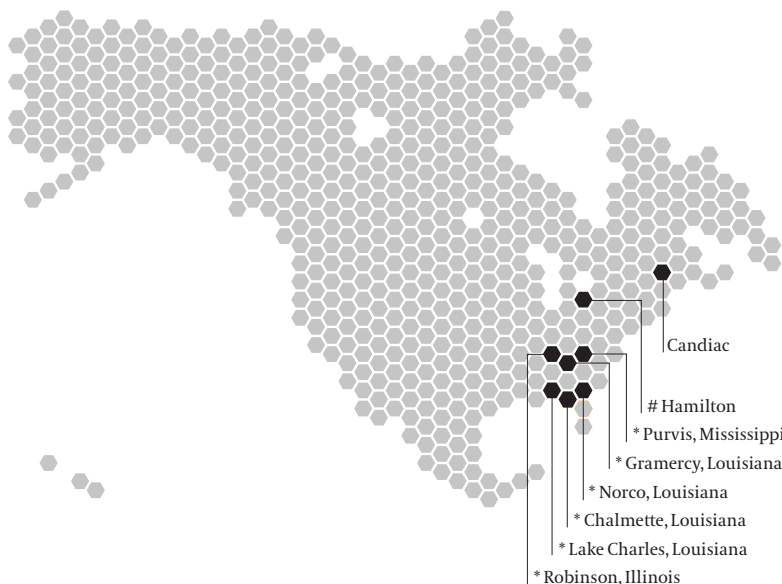 Candiac
# Hamilton
* Purvis, Mississippi
* Gramercy, Louisiana
* Norco, Louisiana
* Chalmette, Louisiana
* Lake Charles, Louisiana
* Robinson, Illinois